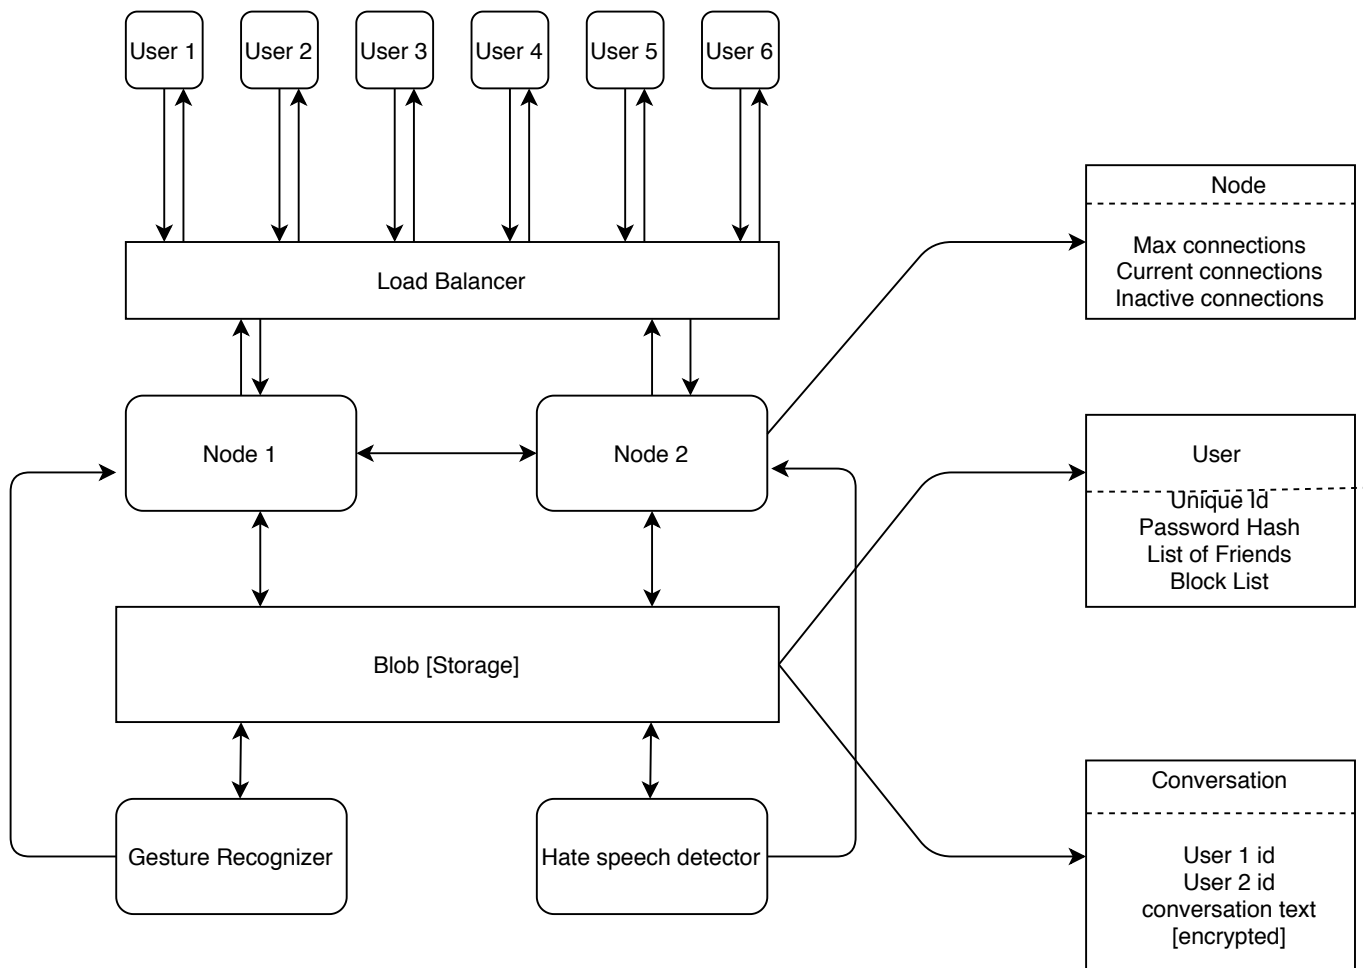 User 1
User 2
User 3
User 4
User 5
User 6
Load Balancer
Node 1
Node 2
Blob [Storage]
Gesture Recognizer
Hate speech detector
Node
Max connections
Current connections
Inactive connections
User
Unique Id
Password Hash
List of Friends
Block List
Conversation
User 1 id
User 2 id
conversation text
[encrypted]